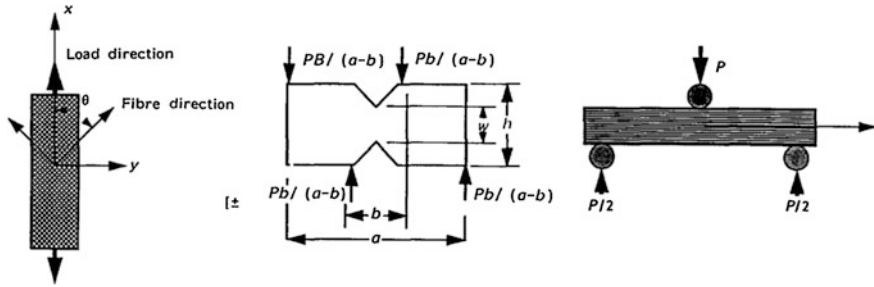 x
Load direction
θ
Fibre direction
y
[±
PB/ (a-b)
Pb/ (a-b)
w
h
Pb/ (a-b)
Pb/ (a-b)
b
a
P
P/2
P/2